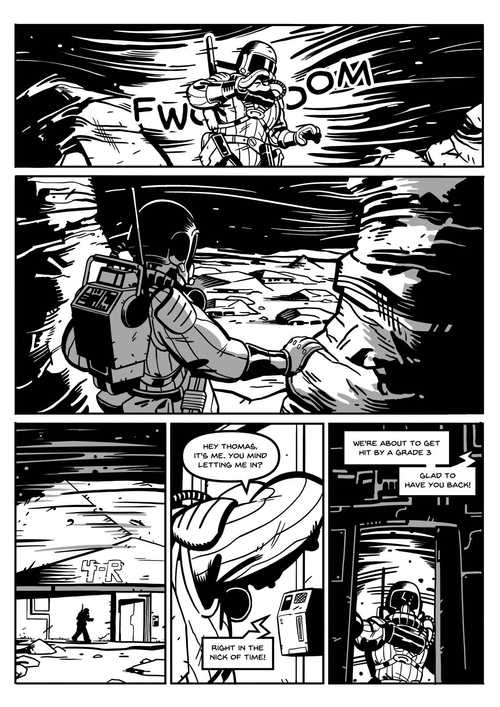 4-R
HEY THOMAS,
IT'S ME. YOU MIND
LETTING ME IN?
RIGHT IN THE
NICK OF TIME!
WE'RE ABOUT TO GET
HIT BY A GRADE 3
GLAD TO
HAVE YOU BACK!